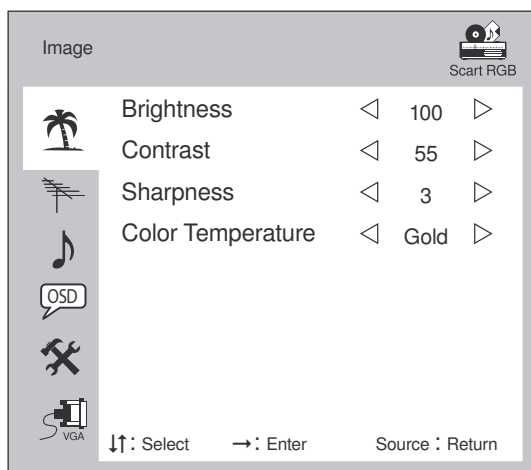 Image
Scart RGB
Brightness ◁ 100 ▷
Contrast ◁ 55 ▷
Sharpness ◁ 3 ▷
Color Temperature ◁ Gold ▷
OSD
VGA
↓↑: Select →: Enter Source : Return